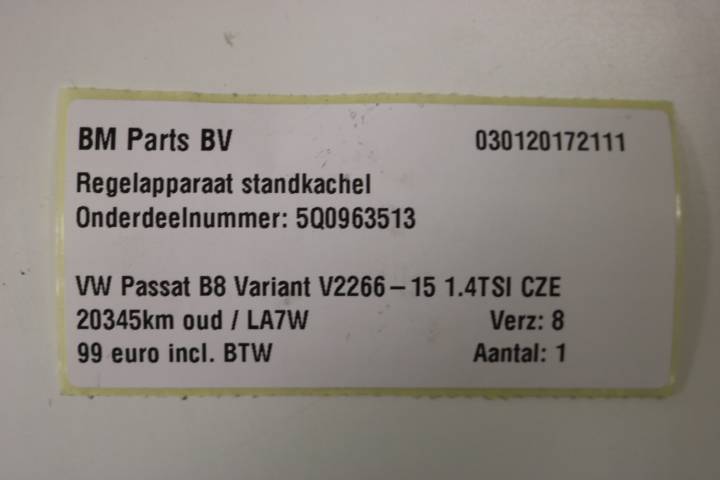 BM Parts BV 030120172111
Regelapparaat standkachel
Onderdeelnummer: 5Q0963513
VW Passat B8 Variant V2266-15 1.4TSI CZE
20345km oud / LA7W Verz: 8
99 euro incl. BTW Aantal: 1